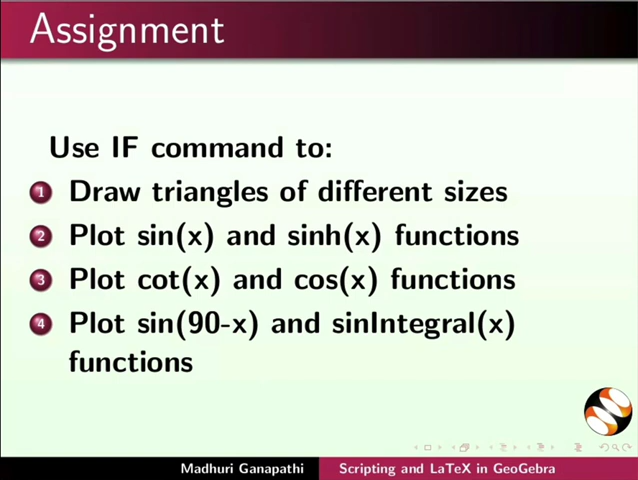 Assignment
Use IF command to:
1 Draw triangles of different sizes
2 Plot sin(x) and sinh(x) functions
3 Plot cot(x) and cos(x) functions
4 Plot sin(90-x) and sinIntegral(x)
functions
Madhuri Ganapathi Scripting and LaTeX in GeoGebra